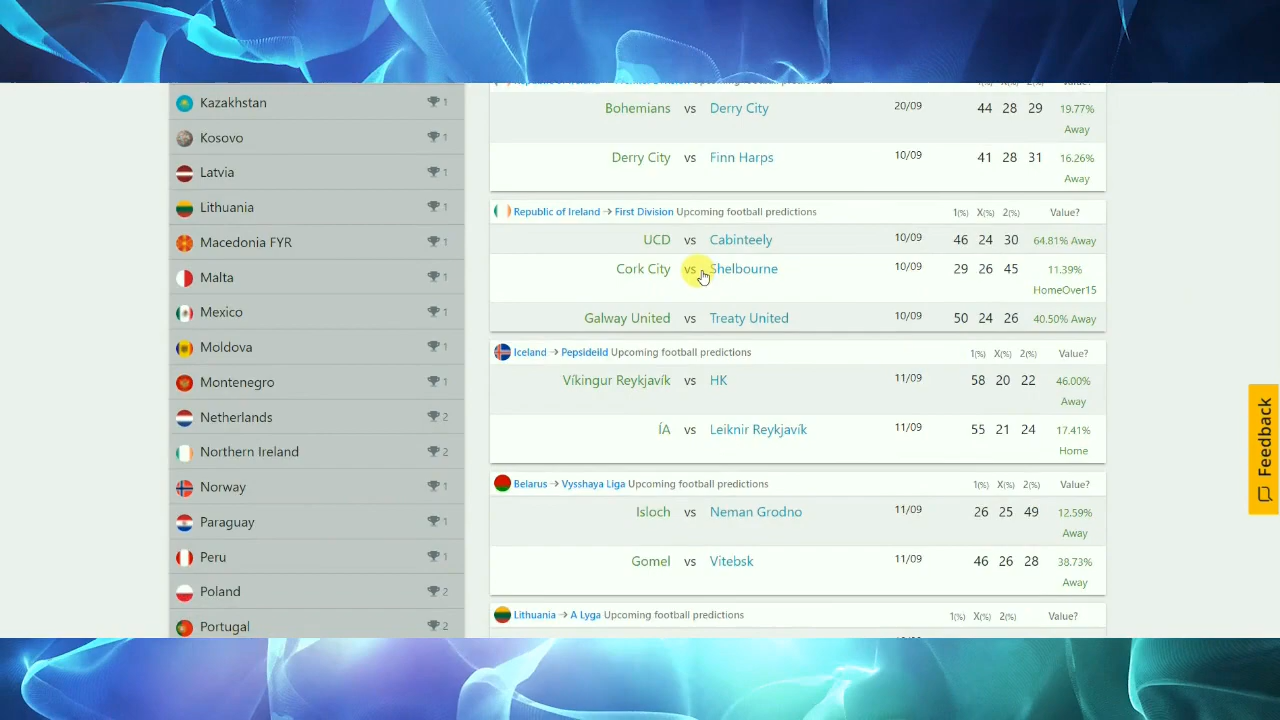 Kazakhstan 1
Kosovo 1
Latvia 1
Lithuania 1
Macedonia FYR 1
Malta 1
Mexico 1
Moldova 1
Montenegro 1
Netherlands 2
Northern Ireland 2
Norway 1
Paraguay 1
Peru 1
Poland 2
Portugal 2
Bohemians vs Derry City 20/09 44 28 29 19.77%
Away
Derry City vs Finn Harps 10/09 41 28 31 16.26%
Away
Republic of Ireland → First Division Upcoming football predictions 1(%) X(%) 2(%) Value?
UCD vs Cabinteely 10/09 46 24 30 64.81% Away
Cork City vs Shelbourne 10/09 29 26 45 11.39%
HomeOver15
Galway United vs Treaty United 10/09 50 24 26 40.50% Away
Iceland → Pepsideild Upcoming football predictions 1(%) X(%) 2(%) Value?
Víkingur Reykjavík vs HK 11/09 58 20 22 46.00%
Away
ÍA vs Leiknir Reykjavík 11/09 55 21 24 17.41%
Home
Belarus → Vysshaya Liga Upcoming football predictions 1(%) X(%) 2(%) Value?
Isloch vs Neman Grodno 11/09 26 25 49 12.59%
Away
Gomel vs Vitebsk 11/09 46 26 28 38.73%
Away
Lithuania → A Lyga Upcoming football predictions 1(%) X(%) 2(%) Value?
Feedback